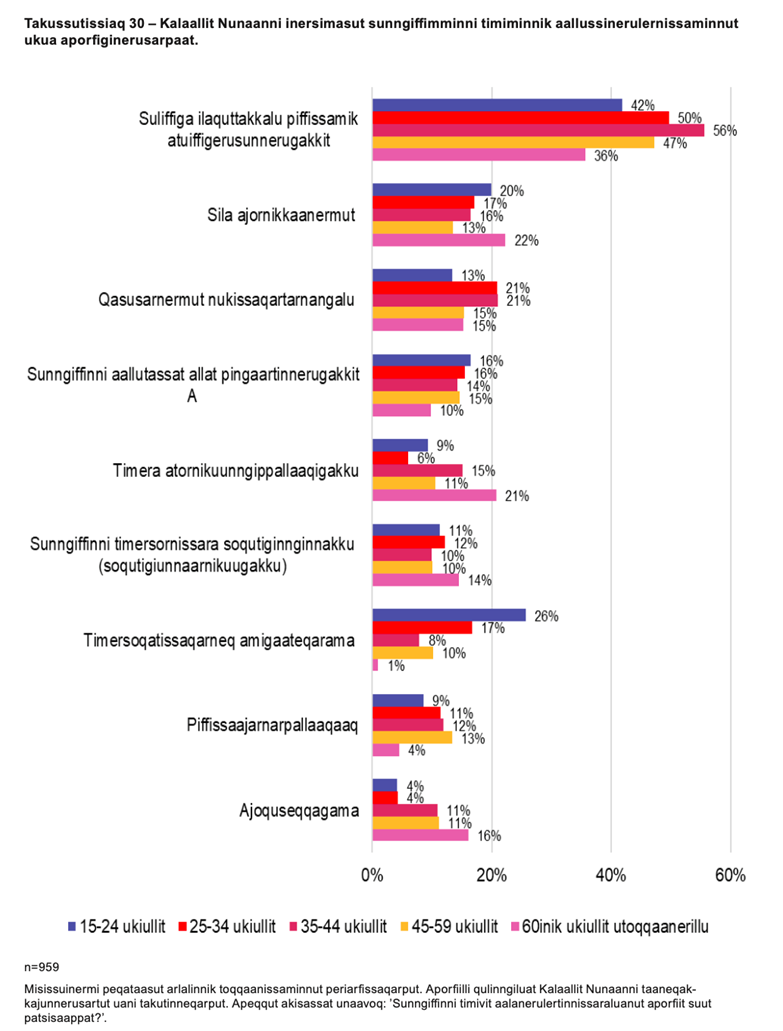 Takussutissiaq 30 – Kalaallit Nunaanni inersimasut sunngiffimminni timiminnik aallussinerulernissaminnut
ukua aporfiginerusarpaat.
Suliffiga ilaquttakkalu piffissamik
atuiffigerusunnerugakkit
42%
50%
56%
47%
36%
Sila ajornikkaanermut
20%
17%
16%
13%
22%
Qasusarnermut nukissaqartarnangalu
13%
21%
21%
15%
15%
Sunngiffinni aallutassat allat pingaartinnerugakkit
A
16%
16%
14%
15%
10%
Timera atornikuunngippallaaqigakku
9%
6%
15%
11%
21%
Sunngiffinni timersornissara soqutiginnginnakku
(soqutigiunnaarnikuugakku)
11%
12%
10%
10%
14%
Timersoqatissaqarneq amigaateqarama
26%
17%
8%
10%
1%
Piffissaajarnarpallaaqaaq
9%
11%
12%
13%
4%
Ajoquseqqagama
4%
4%
11%
11%
16%
0% 20% 40% 60%
15-24 ukiullit 25-34 ukiullit 35-44 ukiullit 45-59 ukiullit 60inik ukiullit utoqqaanerillu
n=959
Misissuinermi peqataasut arlalinnik toqqaanissaminnut periarfissaqarput. Aporfiilli qulinngiluat Kalaallit Nunaanni taaneqak-
kajunnerusartut uani takutinneqarput. Apeqqut akisassat unaavoq: 'Sunngiffinni timivit aalanerulertinnissaraluanut aporfiit suut
patsisaappat?'.